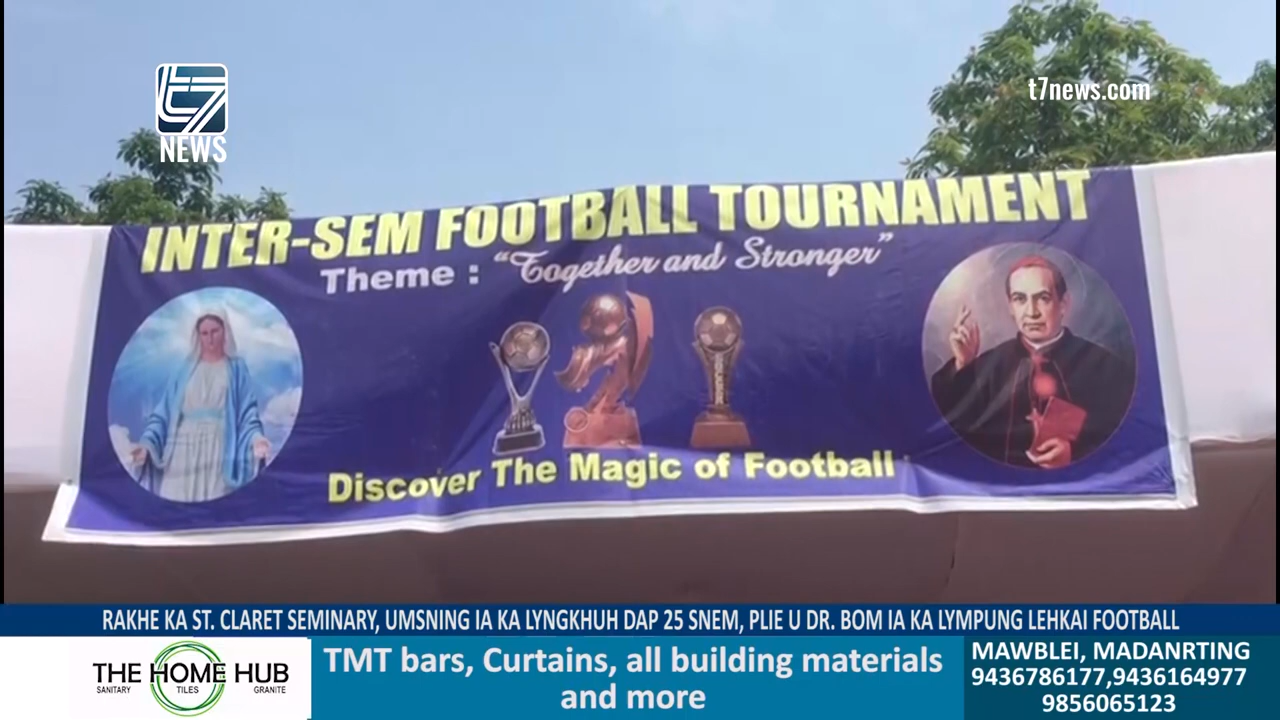 t7
NEWS
t7news.com
INTER-SEM FOOTBALL TOURNAMENT
Theme : “Together and Stronger”
Discover The Magic of Football
RAKHE KA ST. CLARET SEMINARY, UMSNING IA KA LYNGKHUH DAP 25 SNEM, PLIE U DR. BOM IA KA LYMPUNG LEHKAI FOOTBALL
THE HOME HUB
SANITARY TILES GRANITE
TMT bars, Curtains, all building materials
and more
MAWBLEI, MADANRTING
9436786177,9436164977
9856065123